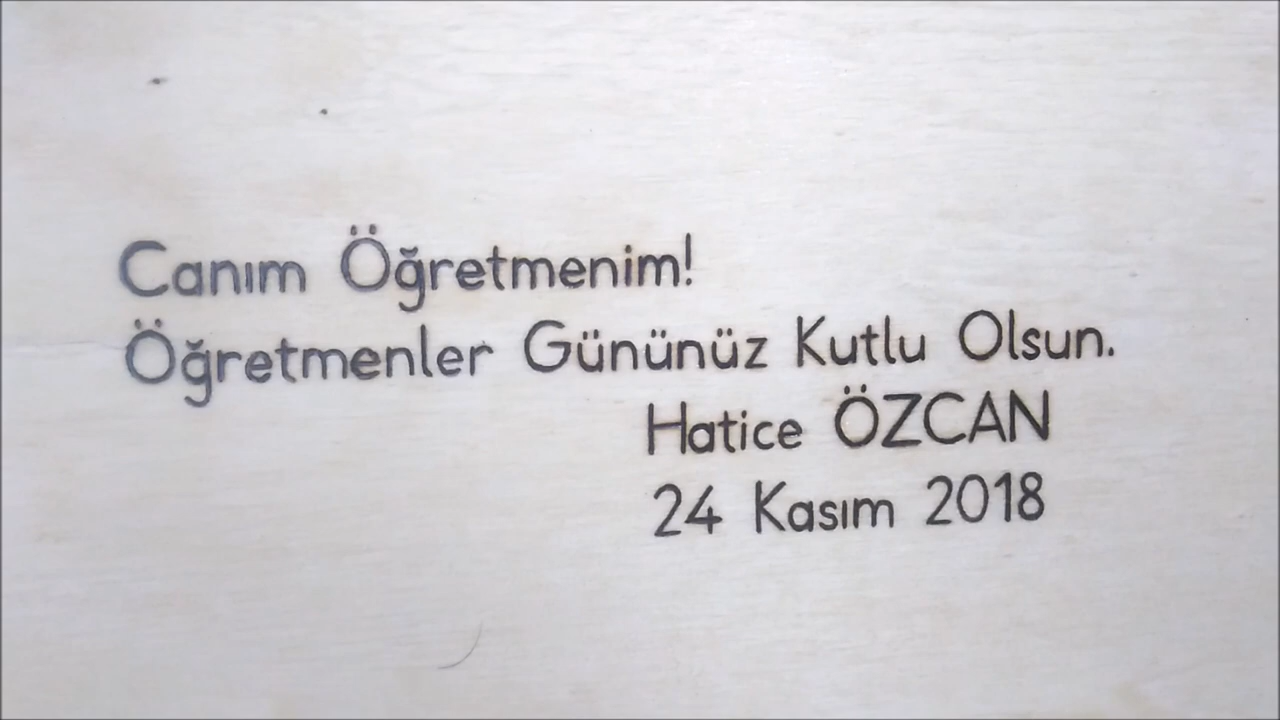 Canım Öğretmenim!
Öğretmenler Gününüz Kutlu Olsun.
Hatice ÖZCAN
24 Kasım 2018